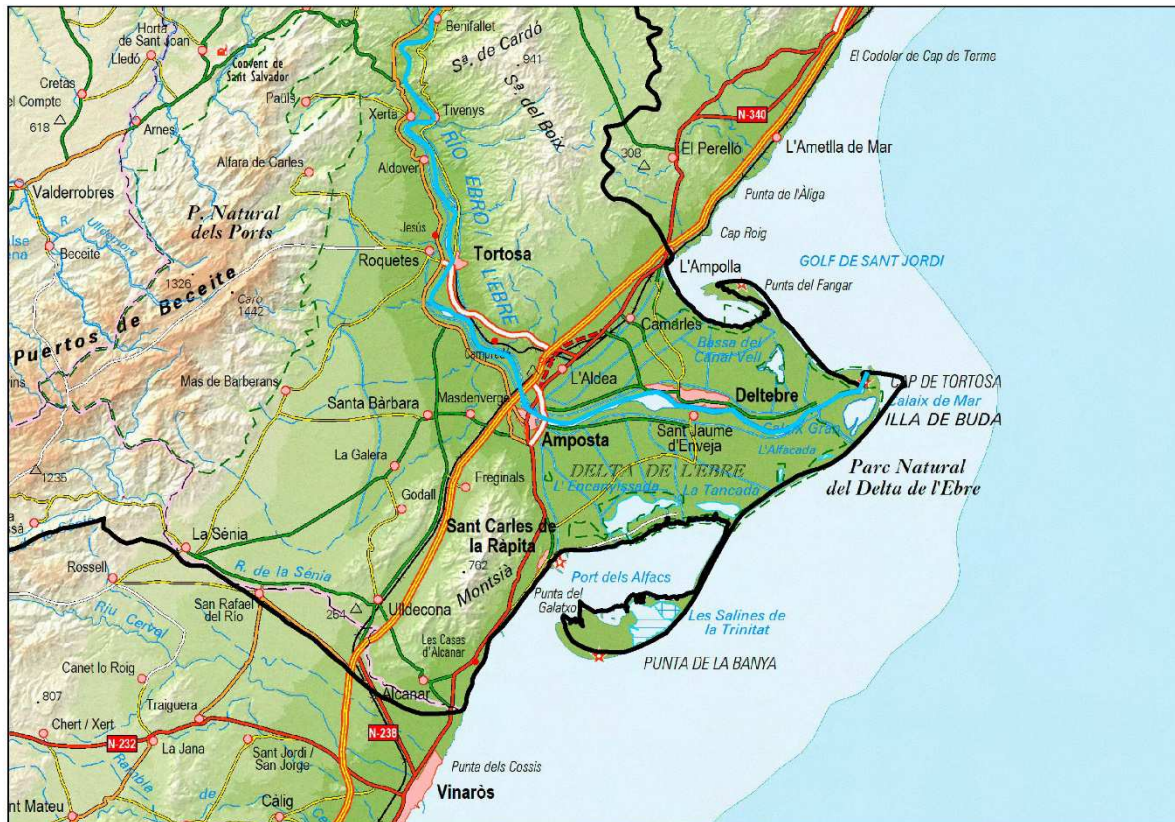 Benifallet
Horta
de Sant Joan
Lledó
Convent de
Sant Salvador
Sª. de Cardó
941
Sª. del Boix
El Codolar de Cap de Terme
Cretas
el Compte
618
Arnes
Paüls
Xerta
Tivenys
N-340
L'Ametlla de Mar
308
El Perelló
Alfara de Carles
Aldover
Valderrobres
RÍO EBRO / L'EBRE
Punta de l'Àliga
P. Natural
dels Ports
R. Ulldemoro
Beceite
Jesús
Roquetes
Tortosa
Cap Roig
L'Ampolla
GOLF DE SANT JORDI
Punta del Fangar
1326
Caro
1442
Puertos de Beceite
Camarles
Bassa del
Canal Vell
Campredó
L'Aldea
Mas de Barberans
Deltebre
CAP DE TORTOSA
Calaix de Mar
ILLA DE BUDA
Santa Bàrbara
Masdenverge
Amposta
Sant Jaume
d'Enveja
Calaix Gran
L'Alfacada
1235
La Galera
Freginals
DELTA DE L'EBRE
L'Encanyissada
La Tancada
Parc Natural
del Delta de l'Ebre
Godall
Sant Carles de
la Ràpita
La Sénia
762
Montsià
Rossell
R. de la Sénia
Port dels Alfacs
Punta del
Galatxo
San Rafael
del Río
264
Ulldecona
Les Salines de
la Trinitat
Riu Cerval
Les Casas
d'Alcanar
PUNTA DE LA BANYA
Canet lo Roig
807
Alcanar
Traiguera
Chert / Xert
N-232
La Jana
N-238
Sant Jordi /
San Jorge
Punta dels Cossis
Rambla de
Vinaròs
nt Mateu
Càlig